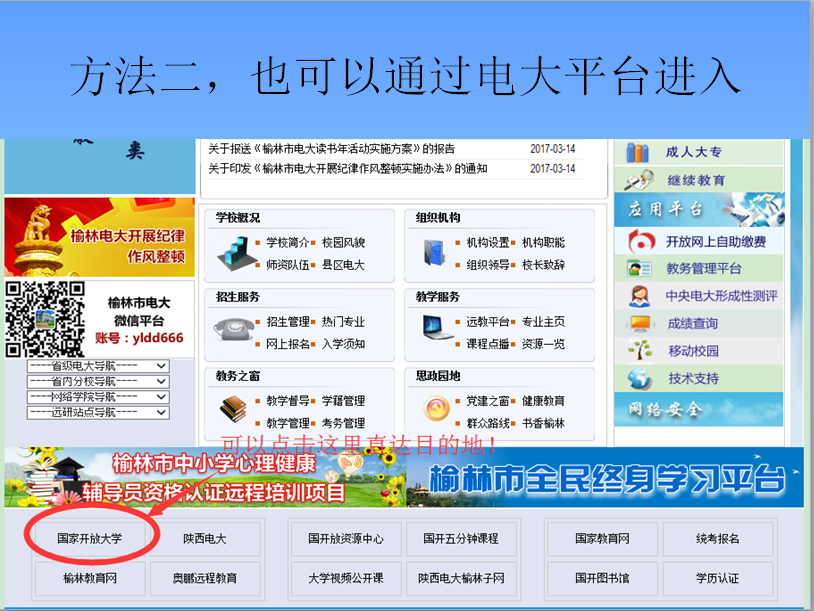 方法二，也可以通过电大平台进入
类
关于报送《榆林市电大读书年活动实施方案》的报告 2017-03-14
关于印发《榆林市电大开展纪律作风整顿实施办法》的通知 2017-03-14
榆林电大开展纪律
作风整顿
榆林市电大
微信平台
账号：yldd666
----省级电大导航----
----省内分校导航----
----网络学院导航----
----远研站点导航----
学校概况
学校简介 校园风貌
师资队伍 县区电大
组织机构
机构设置 机构职能
组织领导 校长致辞
招生服务
招生管理 热门专业
网上报名 入学须知
教学服务
远教平台 专业主页
课程点播 资源一览
教务之窗
教学督导 学籍管理
教学管理 考务管理
思政园地
党建之窗 健康教育
群众路线 书香榆林
成人大专
继续教育
应用平台
开放网上自助缴费
教务管理平台
中央电大形成性测评
成绩查询
移动校园
技术支持
网络安全
可以点击这里直达目的地！
榆林市中小学心理健康
辅导员资格认证远程培训项目
榆林市全民终身学习平台
国家开放大学 陕西电大 国开放资源中心 国开五分钟课程 国家教育网 统考报名
榆林教育网 奥鹏远程教育 大学视频公开课 陕西电大榆林子网 国开图书馆 学历认证